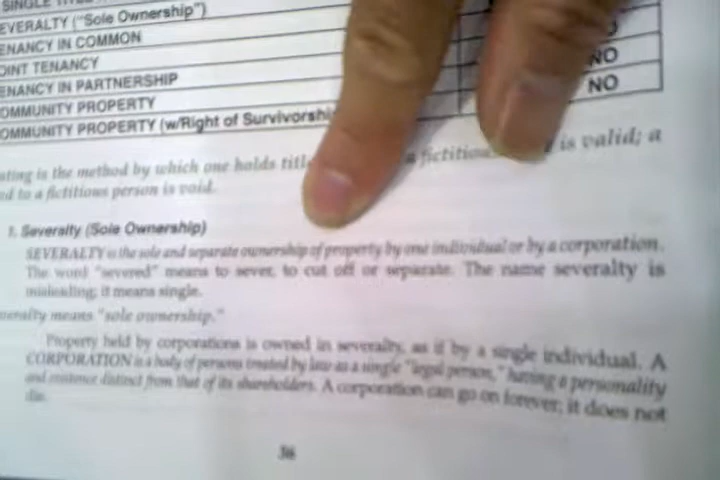 SINGLE
EVERALTY ("Sole Ownership")
ENANCY IN COMMON
OINT TENANCY
NO
ENANCY IN PARTNERSHIP
NO
OMMUNITY PROPERTY
OMMUNITY PROPERTY (w/Right of Survivorshi
sting is the method by which one holds titl a fictitiou is valid; a
ed to a fictitious person is void.
1. Severalty (Sole Ownership)
SEVERALTY is the sole and separate ownership of property by one individual or by a corporation.
The word "severed" means to sever, to cut off or separate. The name severalty is
misleading; it means single.
veralty means "sole ownership."
Property held by corporations is owned in severalty, as if by a single individual. A
CORPORATION is a body of persons treated by law as a single "legal person," having a personality
and existence distinct from that of its shareholders. A corporation can go on forever; it does not
die.
36